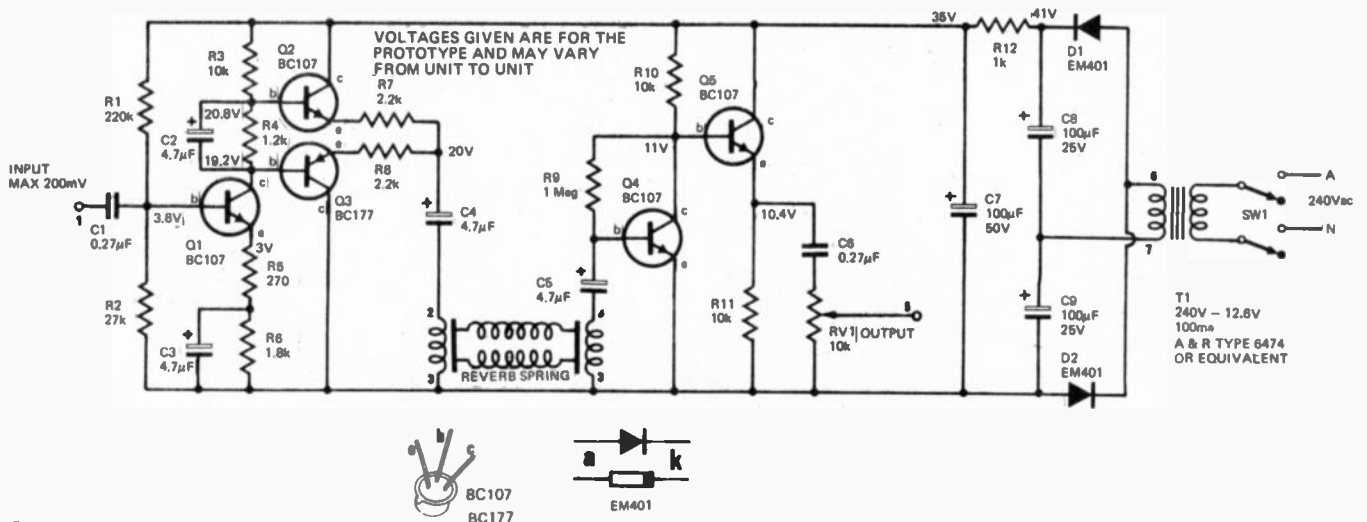 VOLTAGES GIVEN ARE FOR THE
PROTOTYPE AND MAY VARY
FROM UNIT TO UNIT
INPUT
MAX 200mV
1
C1
0.27µF
R1
220k
R2
27k
3.6V
R3
10k
20.8V
C2
4.7µF
R4
1.2k
19.2V
Q1
BC107
b
c
e
3V
R5
270
C3
4.7µF
R6
1.8k
Q2
BC107
b
c
e
R7
2.2k
Q3
BC177
b
e
c
R8
2.2k
20V
C4
4.7µF
2
3
REVERB SPRING
4
3
C5
4.7µF
R9
1 Meg
R10
10k
11V
Q4
BC107
b
c
e
Q5
BC107
b
c
e
10.4V
R11
10k
C6
0.27µF
RV1
10k
OUTPUT
5
35V
R12
1k
41V
D1
EM401
C7
100µF
50V
C8
100µF
25V
C9
100µF
25V
D2
EM401
6
7
T1
240V – 12.6V
100ma
A & R TYPE 6474
OR EQUIVALENT
SW1
A
240Vac
N
e
b
c
BC107
BC177
a
k
EM401